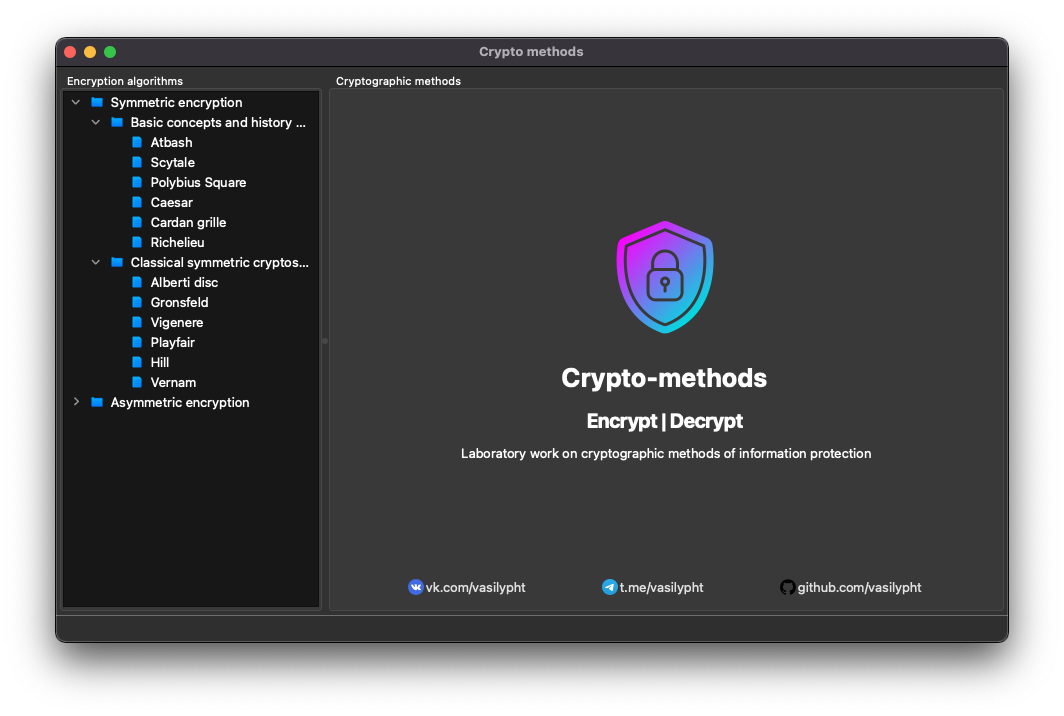 Crypto methods
Encryption algorithms
Symmetric encryption
Basic concepts and history ...
Atbash
Scytale
Polybius Square
Caesar
Cardan grille
Richelieu
Classical symmetric cryptos...
Alberti disc
Gronsfeld
Vigenere
Playfair
Hill
Vernam
Asymmetric encryption
Cryptographic methods
Crypto-methods
Encrypt | Decrypt
Laboratory work on cryptographic methods of information protection
vk.com/vasilypht
t.me/vasilypht
github.com/vasilypht